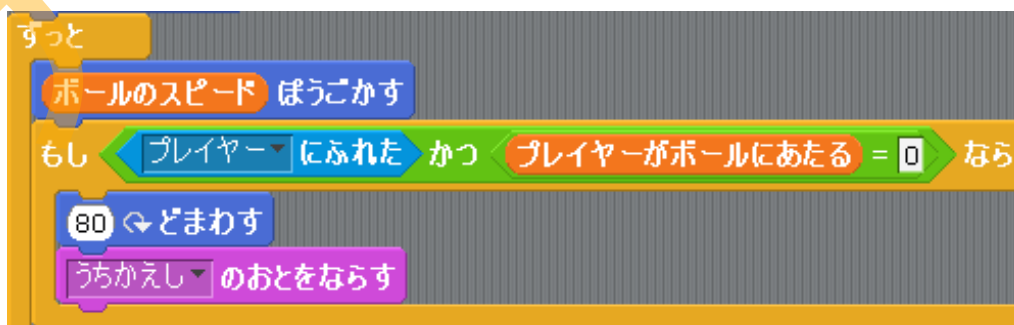 ずっと
ボールのスピード ぽうごかす
もし プレイヤー にふれた かつ プレイヤーがボールにあたる = 0 なら
80 どまわす
うちかえし のおとをならす